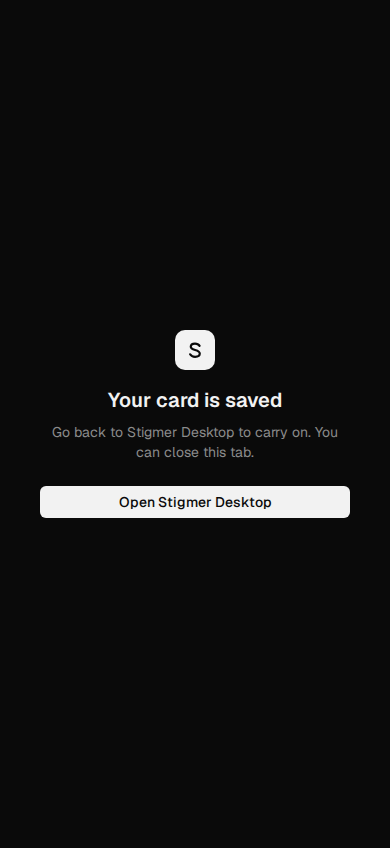 S
Your card is saved
Go back to Stigmer Desktop to carry on. You
can close this tab.
Open Stigmer Desktop